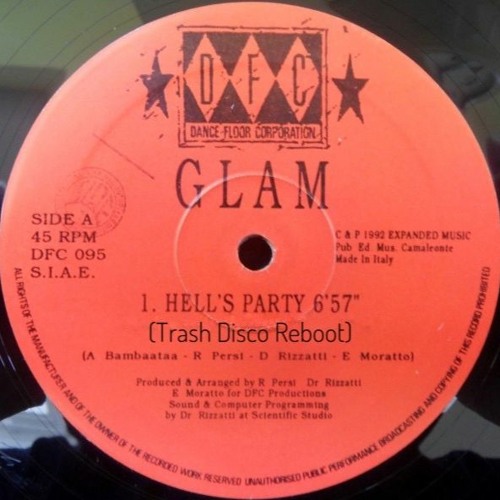 D F C
DANCE FLOOR CORPORATION
GLAM
SIDE A
45 RPM
DFC 095
S.I.A.E.
C & P 1992 EXPANDED MUSIC
Pub Ed Mus. Camaleonte
Made in Italy
1. HELL'S PARTY 6'57"
(Trash Disco Reboot)
(A Bambaataa - R Persi - D Rizzatti - E Moratto)
Produced & Arranged by R Persi Dr Rizzatti
E Moratto for DFC Productions
Sound & Computer Programming
by Dr Rizzatti at Scientific Studio
ALL RIGHTS OF THE MANUFACTURER AND OF THE OWNER OF THE RECORDED WORK RESERVED UNAUTHORISED PUBLIC PERFORMANCE BROADCASTING AND COPYING OF THIS RECORD PROHIBITED